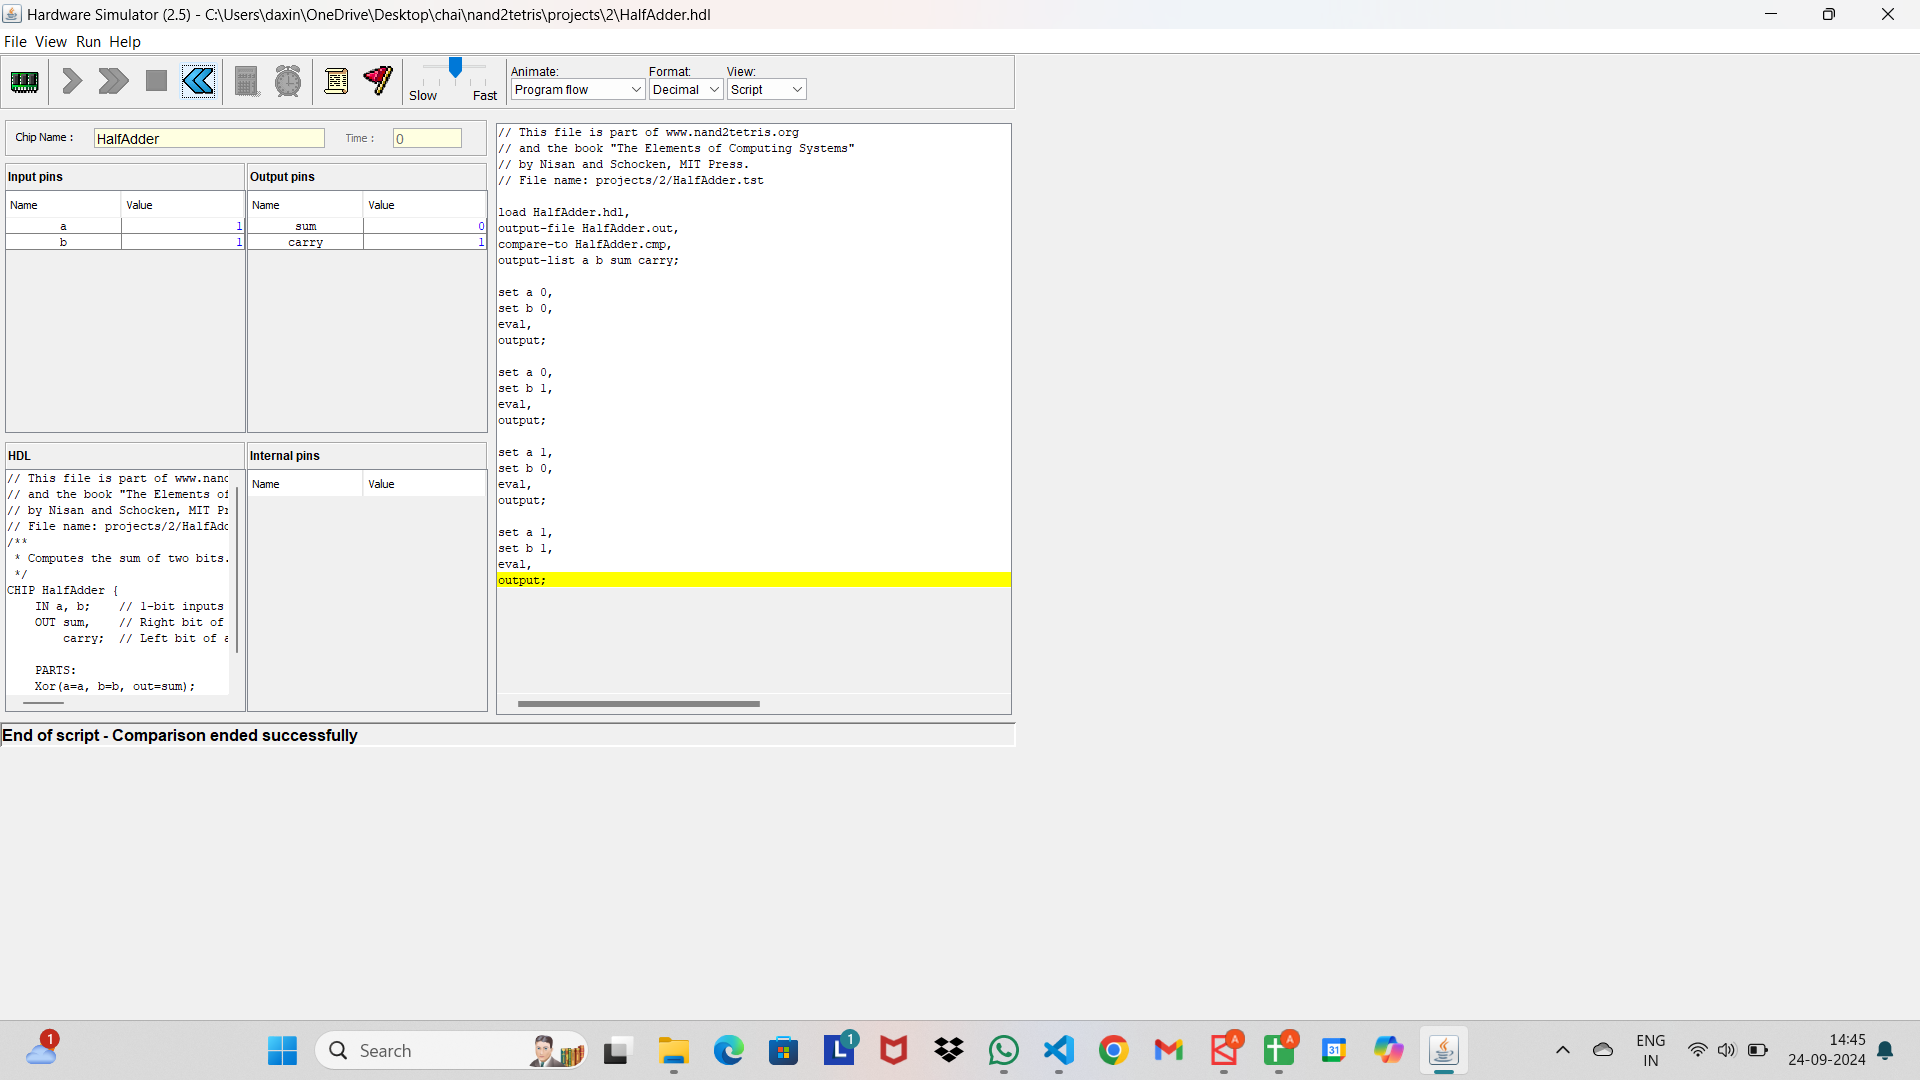 Hardware Simulator (2.5) - C:\Users\daxin\OneDrive\Desktop\chai\nand2tetris\projects\2\HalfAdder.hdl
File View Run Help
Slow Fast
Animate: Format: View:
Program flow Decimal Script
Chip Name : HalfAdder Time : 0
Input pins
Name Value
a 1
b 1
Output pins
Name Value
sum 0
carry 1
HDL
// This file is part of www.nand
// and the book "The Elements of
// by Nisan and Schocken, MIT Pr
// File name: projects/2/HalfAdd
/**
* Computes the sum of two bits.
*/
CHIP HalfAdder {
IN a, b; // 1-bit inputs
OUT sum, // Right bit of
carry; // Left bit of a
PARTS:
Xor(a=a, b=b, out=sum);
Internal pins
Name Value
// This file is part of www.nand2tetris.org
// and the book "The Elements of Computing Systems"
// by Nisan and Schocken, MIT Press.
// File name: projects/2/HalfAdder.tst
load HalfAdder.hdl,
output-file HalfAdder.out,
compare-to HalfAdder.cmp,
output-list a b sum carry;
set a 0,
set b 0,
eval,
output;
set a 0,
set b 1,
eval,
output;
set a 1,
set b 0,
eval,
output;
set a 1,
set b 1,
eval,
output;
End of script - Comparison ended successfully
1
Search
L
1
A
A
31
ENG
IN
14:45
24-09-2024